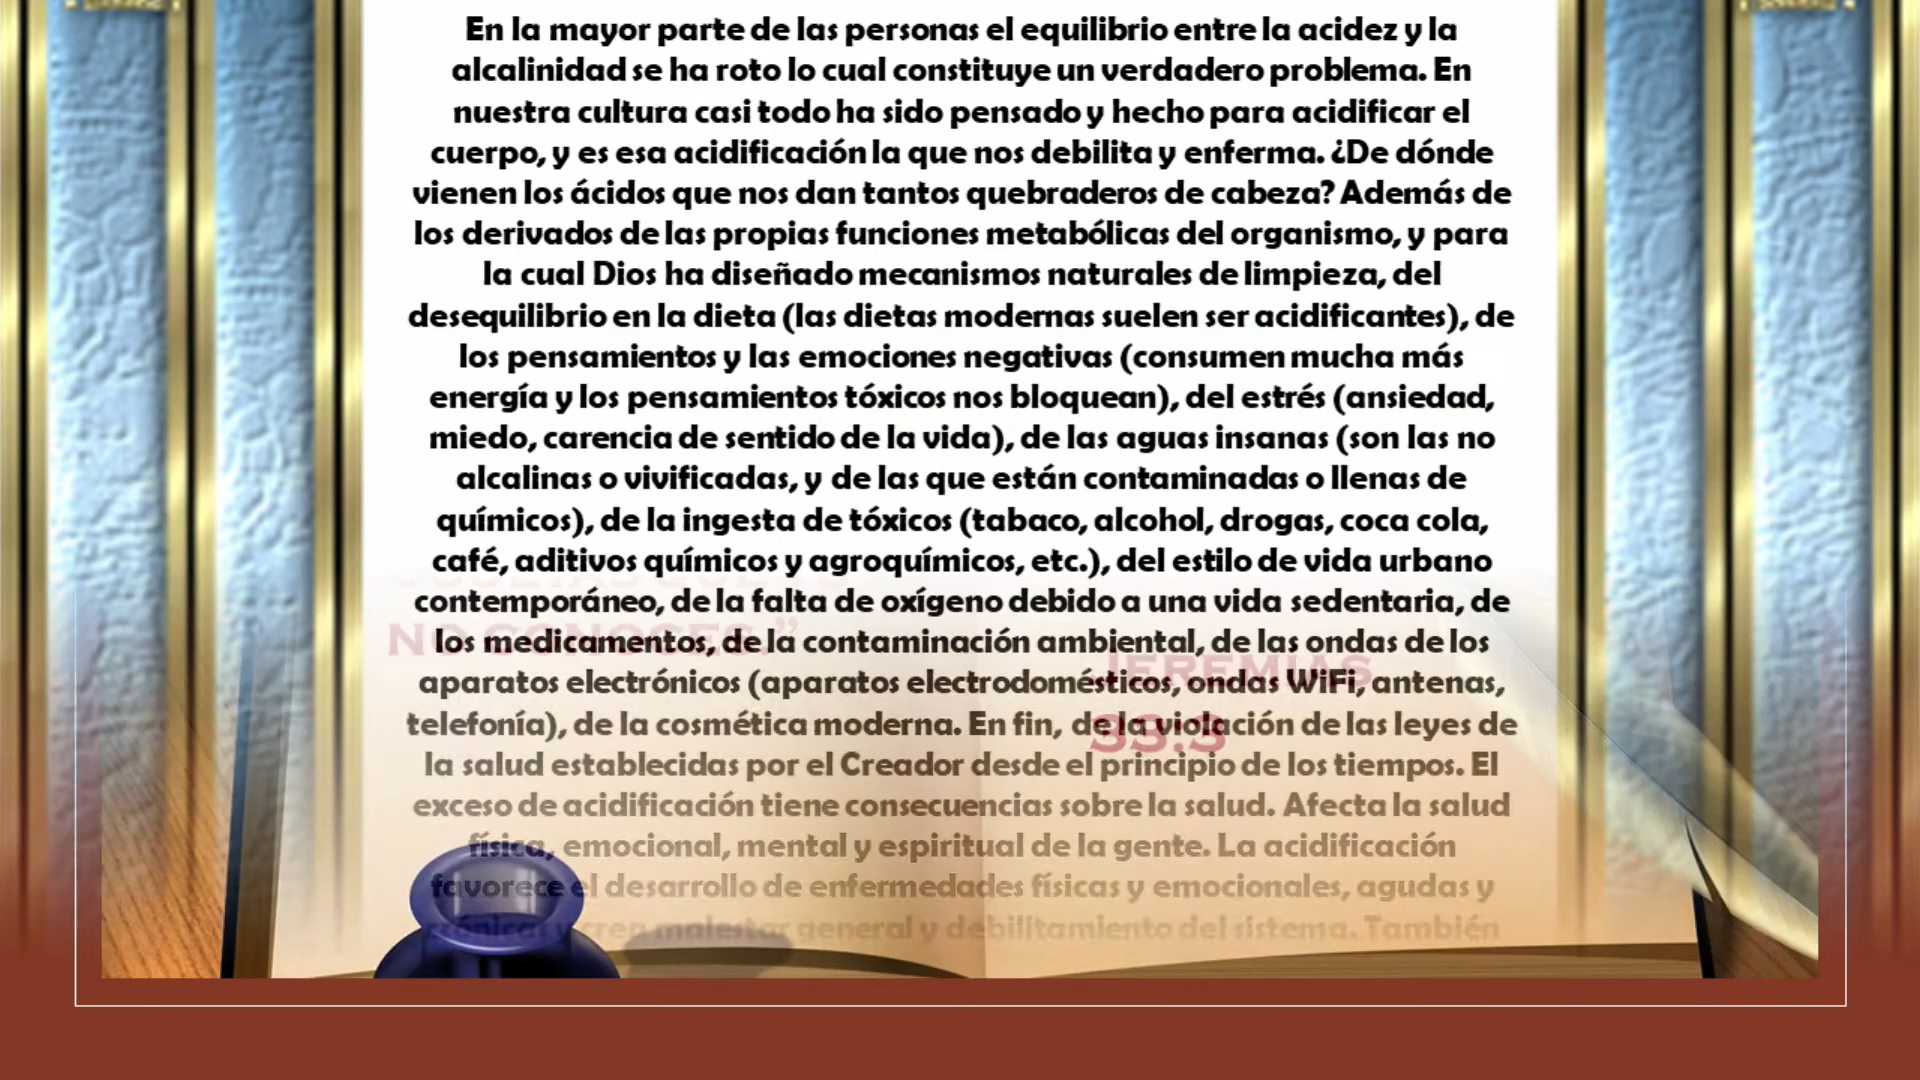 En la mayor parte de las personas el equilibrio entre la acidez y la
alcalinidad se ha roto lo cual constituye un verdadero problema. En
nuestra cultura casi todo ha sido pensado y hecho para acidificar el
cuerpo, y es esa acidificación la que nos debilita y enferma. ¿De dónde
vienen los ácidos que nos dan tantos quebraderos de cabeza? Además de
los derivados de las propias funciones metabólicas del organismo, y para
la cual Dios ha diseñado mecanismos naturales de limpieza, del
desequilibrio en la dieta (las dietas modernas suelen ser acidificantes), de
los pensamientos y las emociones negativas (consumen mucha más
energía y los pensamientos tóxicos nos bloquean), del estrés (ansiedad,
miedo, carencia de sentido de la vida), de las aguas insanas (son las no
alcalinas o vivificadas, y de las que están contaminadas o llenas de
químicos), de la ingesta de tóxicos (tabaco, alcohol, drogas, coca cola,
café, aditivos químicos y agroquímicos, etc.), del estilo de vida urbano
contemporáneo, de la falta de oxígeno debido a una vida sedentaria, de
los medicamentos, de la contaminación ambiental, de las ondas de los
aparatos electrónicos (aparatos electrodomésticos, ondas WiFi, antenas,
telefonía), de la cosmética moderna. En fin, de la violación de las leyes de
la salud establecidas por el Creador desde el principio de los tiempos. El
exceso de acidificación tiene consecuencias sobre la salud. Afecta la salud
física, emocional, mental y espiritual de la gente. La acidificación
favorece el desarrollo de enfermedades físicas y emocionales, agudas y
crónicas y crea malestar general y debilitamiento del sistema. También
NO CONOCES.”
JEREMIAS
33.3